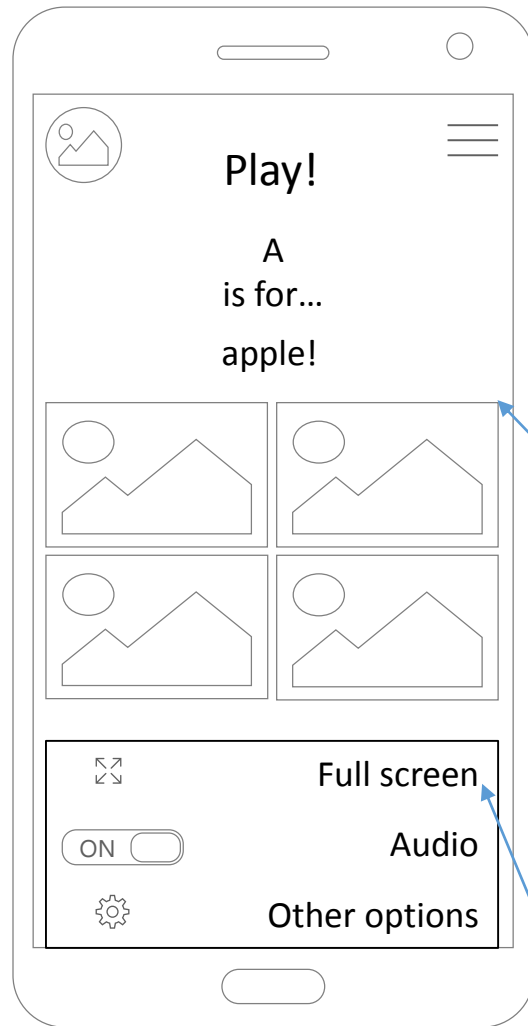 Play!
A
is for...
apple!
Full screen
ON
Audio
Other options